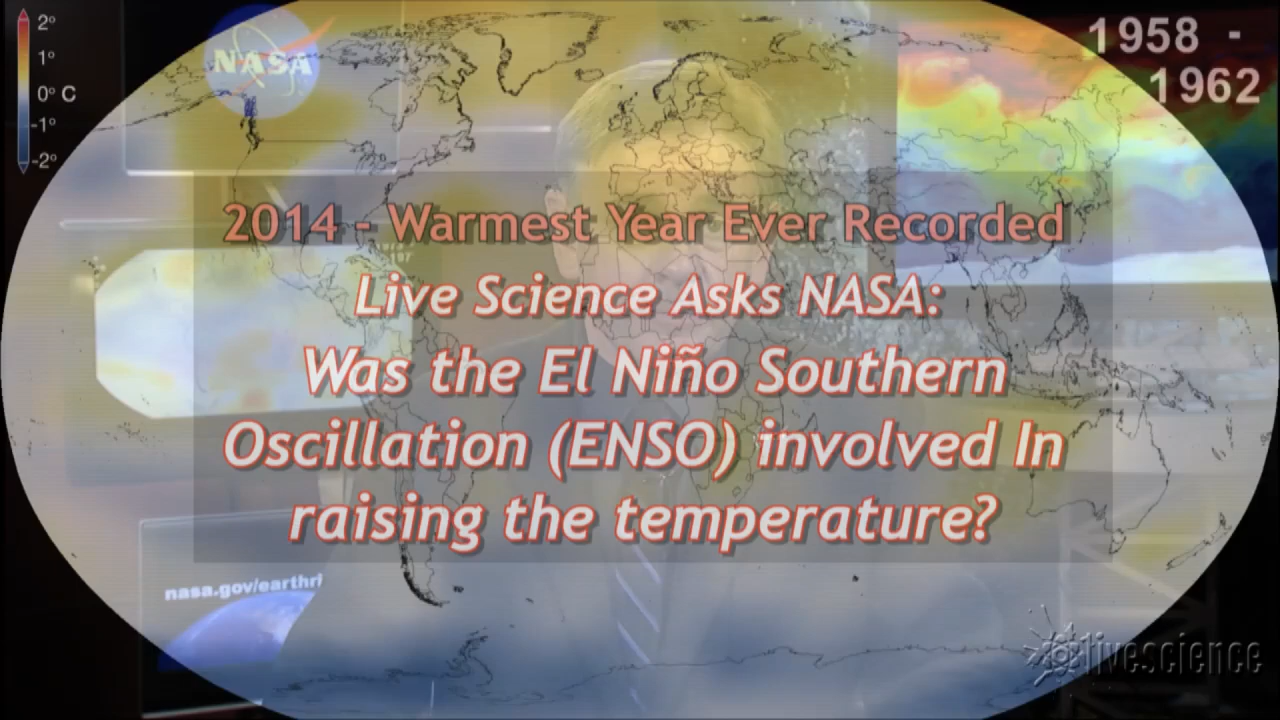 2°
1°
0° C
-1°
-2°
NASA
1958 -
1962
2014 - Warmest Year Ever Recorded
Live Science Asks NASA:
Was the El Niño Southern
Oscillation (ENSO) involved In
raising the temperature?
nasa.gov/earthri
livescience